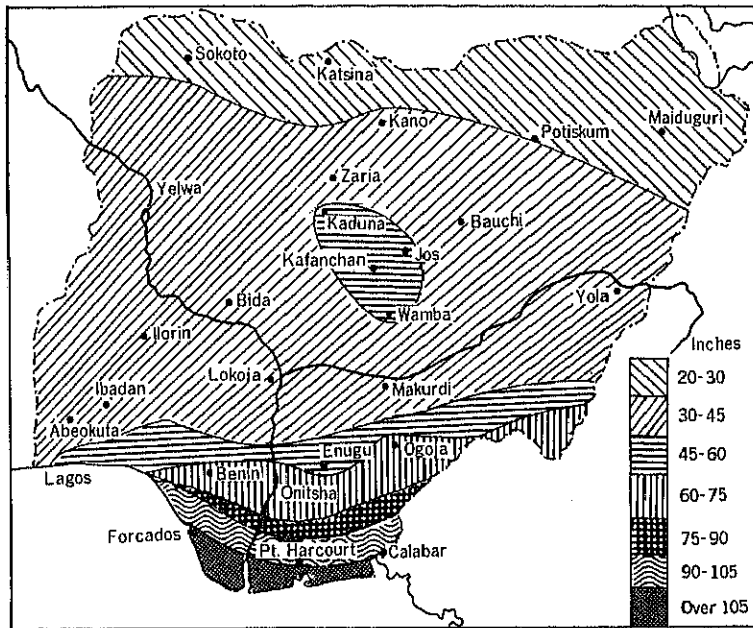 Sokoto
Katsina
Kano
Potiskum
Maiduguri
Zaria
Yelwa
Kaduna
Bauchi
Jos
Kafanchan
Bida
Wamba
Yola
Ilorin
Inches
20-30
Lokoja
Makurdi
Ibadan
30-45
Abeokuta
45-60
Enugu
Ogoja
Lagos
Benin
Onitsha
60-75
75-90
Forcados
Pt. Harcourt
Calabar
90-105
Over 105